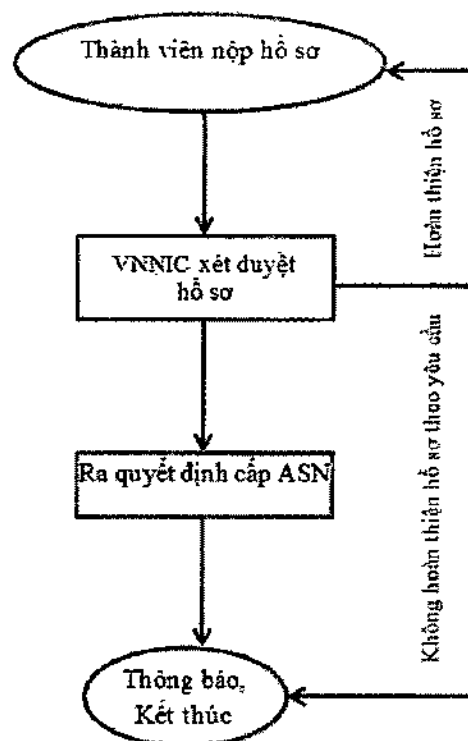 Thành viên nộp hồ sơ
Hoàn thiện hồ sơ
VNNIC xét duyệt
hồ sơ
Không hoàn thiện hồ sơ theo yêu cầu
Ra quyết định cấp ASN
Thông báo,
Kết thúc